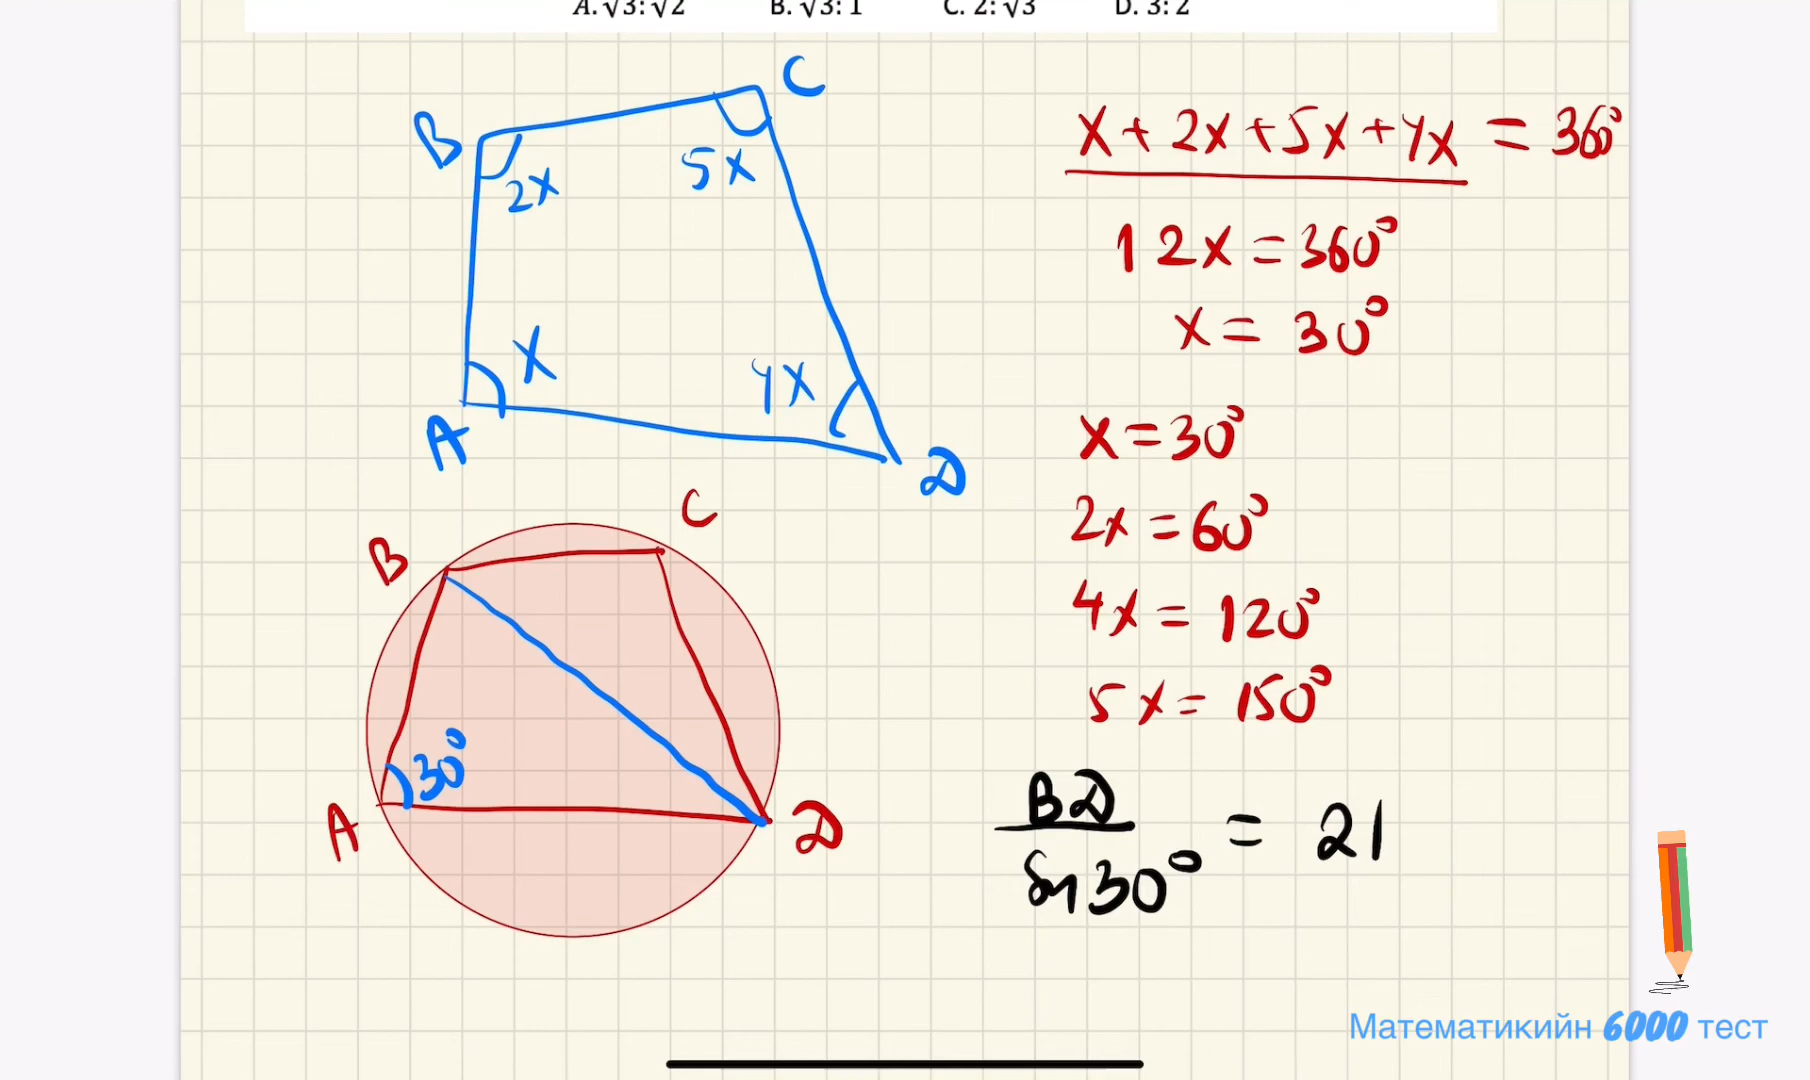 A. √3: √2 B. √3: 1 C. 2: √3 D. 3: 2
C
B
2x
5x
x
4x
A
D
x + 2x + 5x + 4x = 360°
12x = 360°
x = 30°
x = 30°
2x = 60°
4x = 120°
5x = 150°
B
C
30°
A
D
BD
sin 30° = 21
Математикийн 6000 тест